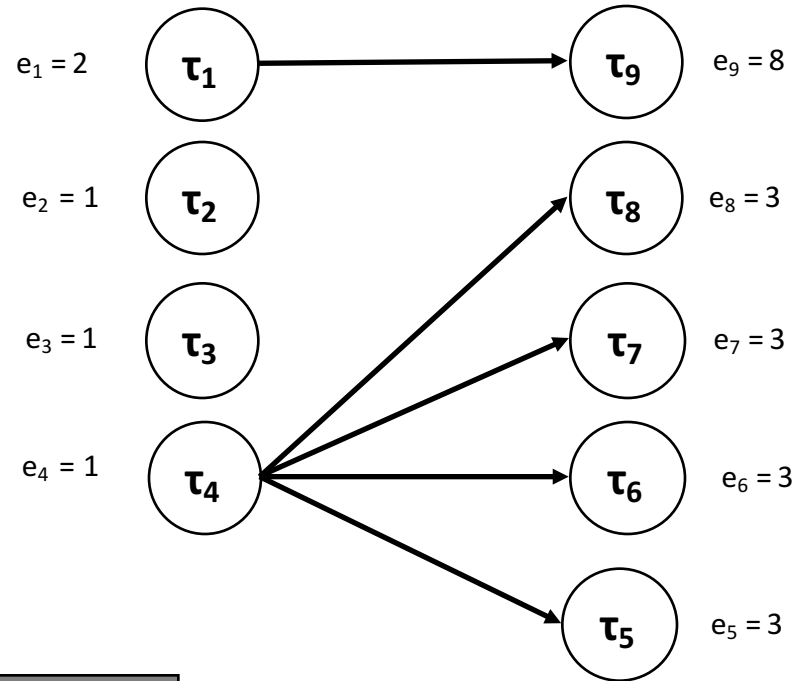 e₁ = 2 τ₁ τ₉ e₉ = 8
e₂ = 1 τ₂ τ₈ e₈ = 3
e₃ = 1 τ₃ τ₇ e₇ = 3
e₄ = 1 τ₄ τ₆ e₆ = 3
τ₅ e₅ = 3